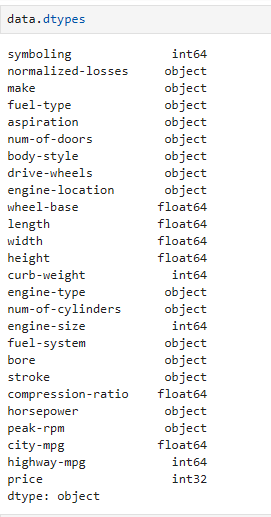 data.dtypes
symboling int64
normalized-losses object
make object
fuel-type object
aspiration object
num-of-doors object
body-style object
drive-wheels object
engine-location object
wheel-base float64
length float64
width float64
height float64
curb-weight int64
engine-type object
num-of-cylinders object
engine-size int64
fuel-system object
bore object
stroke object
compression-ratio float64
horsepower object
peak-rpm object
city-mpg float64
highway-mpg int64
price int32
dtype: object